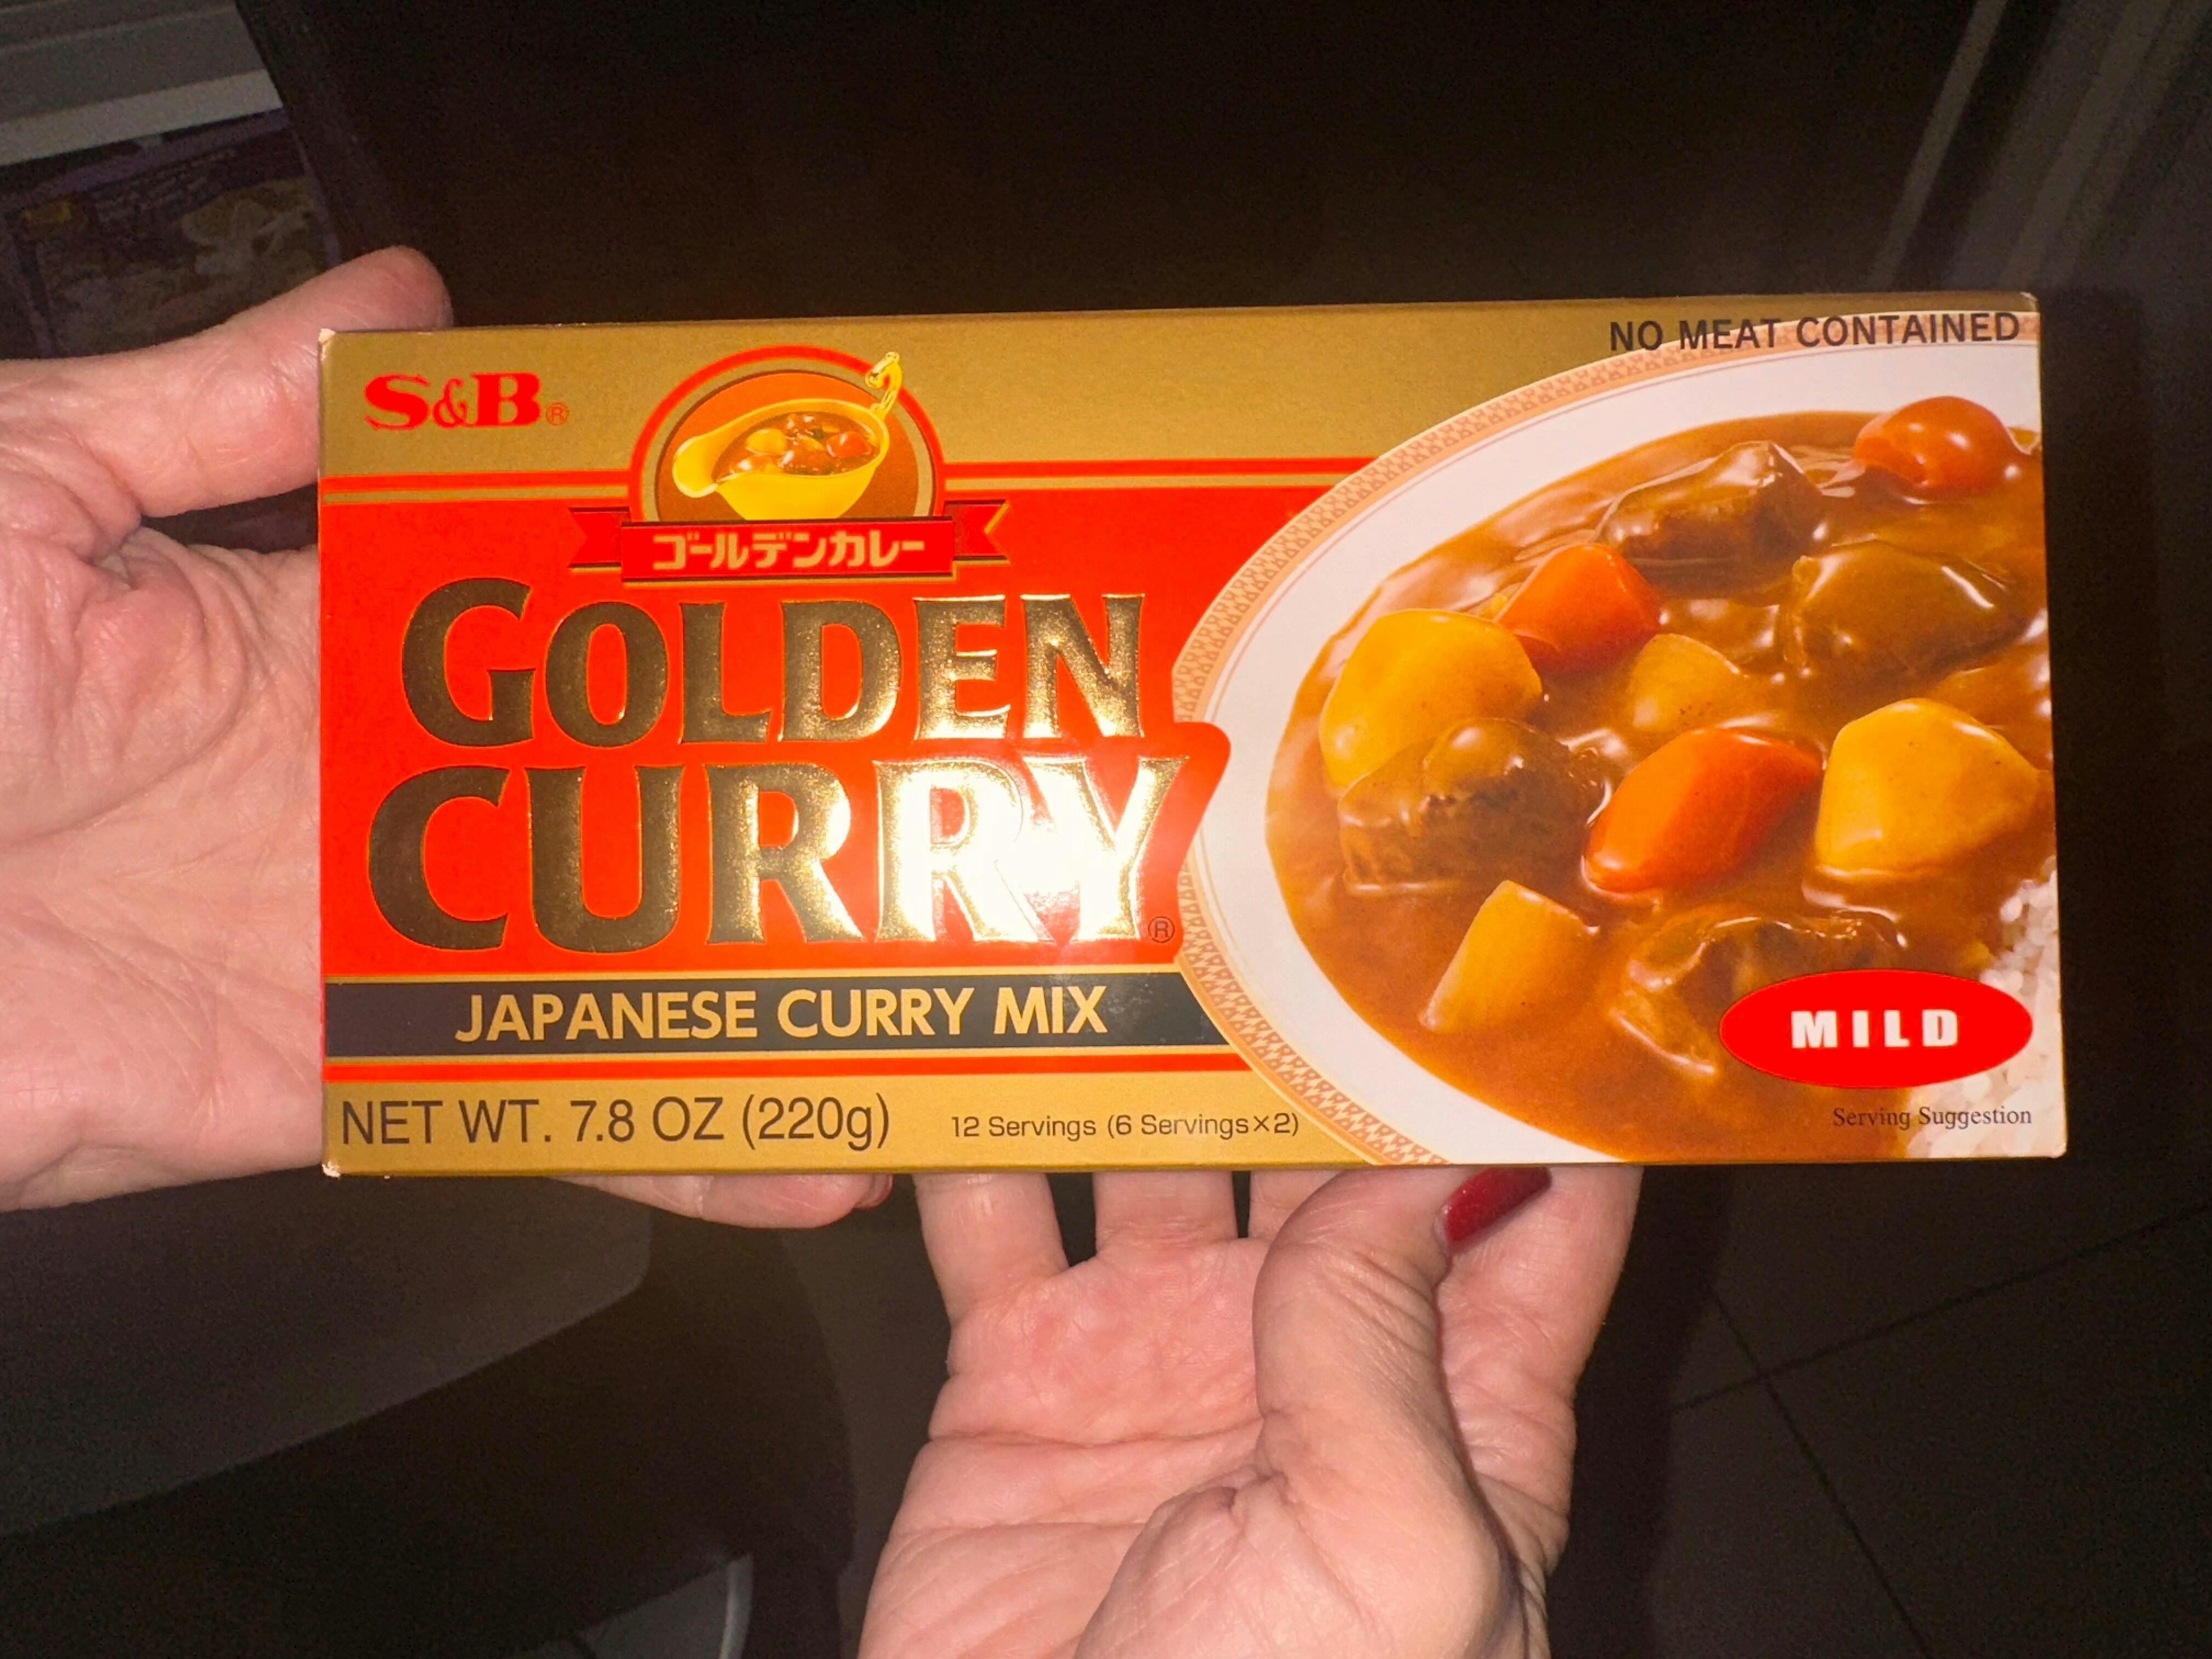 NO MEAT CONTAINED
S&B®
ゴールデンカレー
GOLDEN
CURRY®
JAPANESE CURRY MIX
MILD
NET WT. 7.8 OZ (220g)
12 Servings (6 Servings×2)
Serving Suggestion